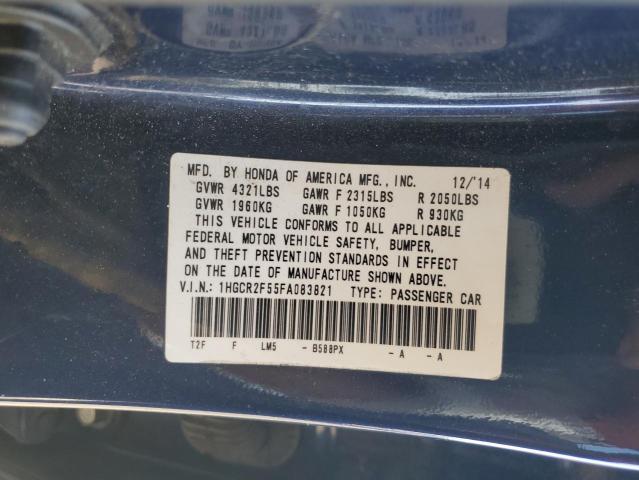 MFD. BY HONDA OF AMERICA MFG., INC. 12/'14
GVWR 4321LBS GAWR F 2315LBS R 2050LBS
GVWR 1960KG GAWR F 1050KG R 930KG
THIS VEHICLE CONFORMS TO ALL APPLICABLE
FEDERAL MOTOR VEHICLE SAFETY, BUMPER,
AND THEFT PREVENTION STANDARDS IN EFFECT
ON THE DATE OF MANUFACTURE SHOWN ABOVE.
V.I.N.: 1HGCR2F55FA083821 TYPE: PASSENGER CAR
T2F F LM5 - B588PX - A - A